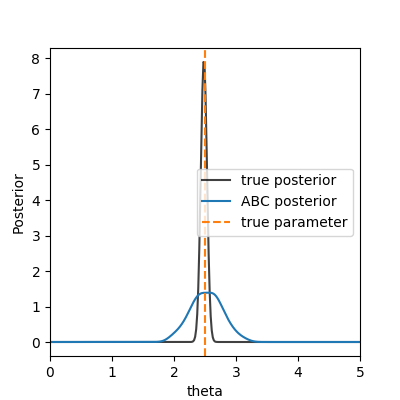 8
7
6
5
4
3
2
1
0
Posterior
true posterior
ABC posterior
true parameter
0 1 2 3 4 5
theta